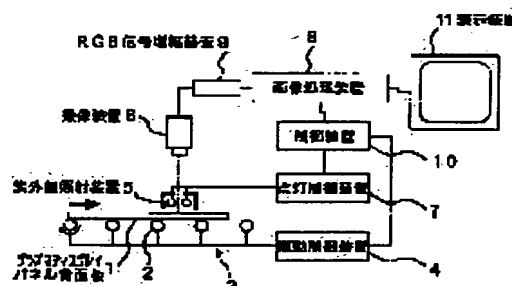 11 表示装置
RGB信号増幅装置9
8
画像処理装置
撮像装置6
制御装置
10
紫外線照射装置5
点灯制御装置
7
プラズマディスプレイ
パネル背面板1
2
3
駆動制御装置
4